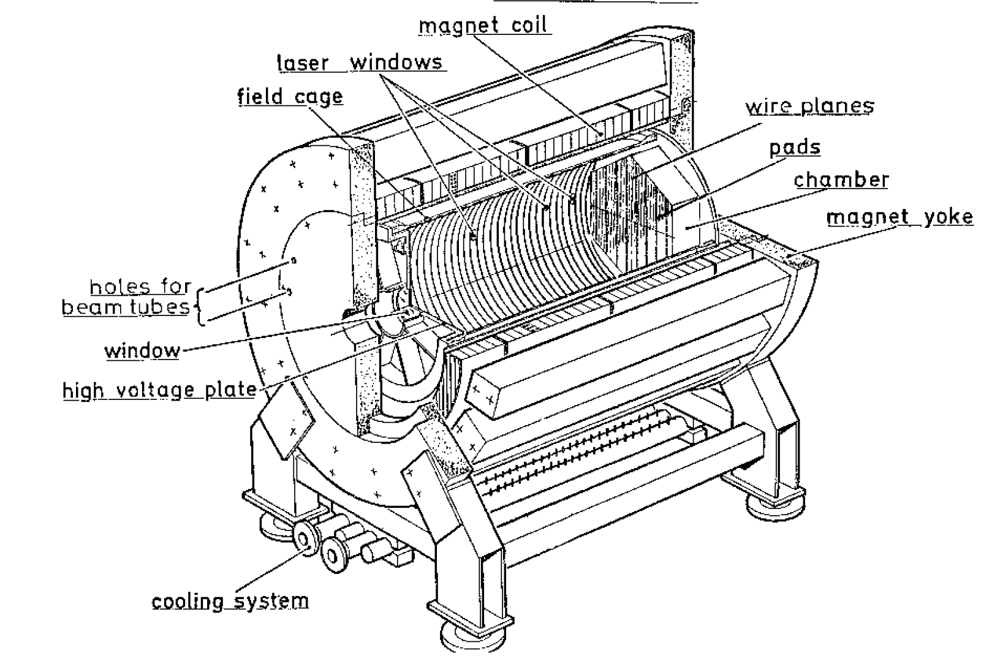 magnet coil
laser windows
field cage
wire planes
pads
chamber
magnet yoke
holes for
beam tubes
window
high voltage plate
cooling system